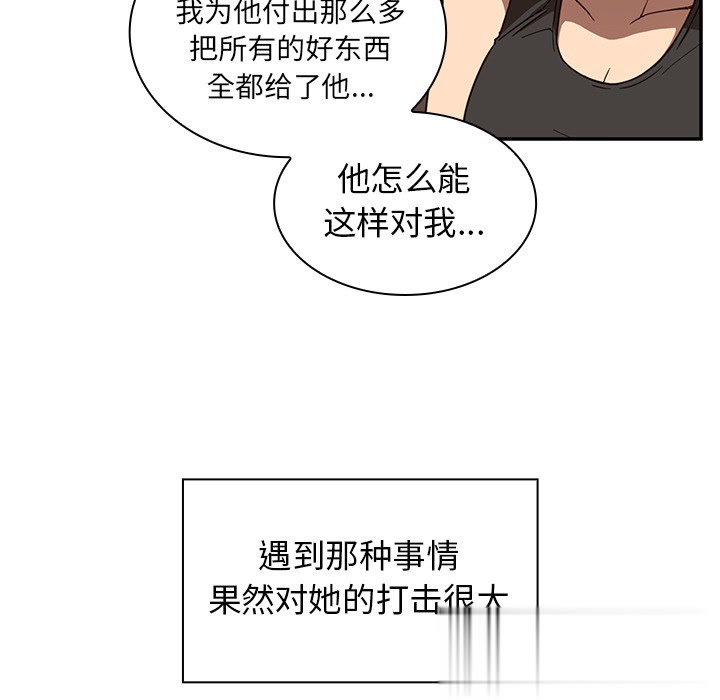 我为他付出那么多
把所有的好东西
全都给了他...
他怎么能
这样对我...
遇到那种事情
果然对她的打击很大